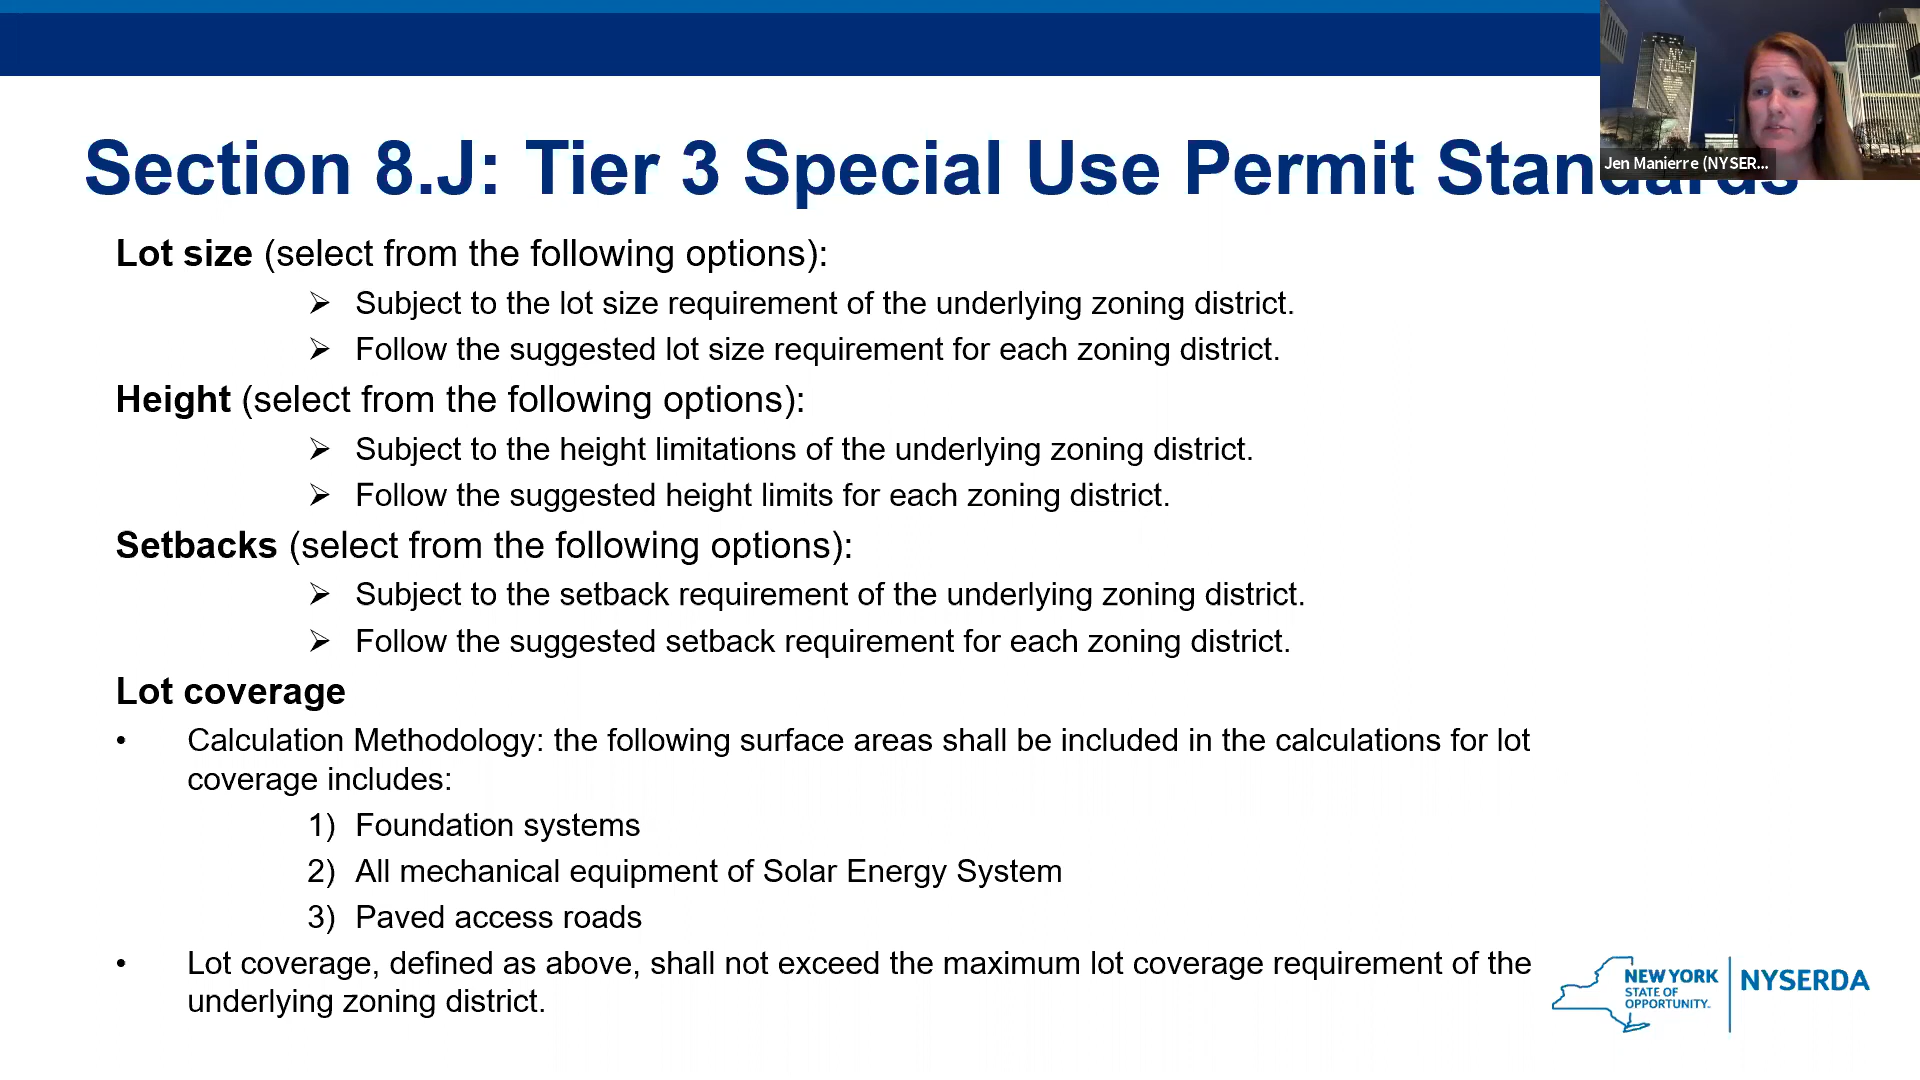 NY
TOUGH
Jen Manierre (NYSER...
Section 8.J: Tier 3 Special Use Permit Standards
Lot size (select from the following options):
➢ Subject to the lot size requirement of the underlying zoning district.
➢ Follow the suggested lot size requirement for each zoning district.
Height (select from the following options):
➢ Subject to the height limitations of the underlying zoning district.
➢ Follow the suggested height limits for each zoning district.
Setbacks (select from the following options):
➢ Subject to the setback requirement of the underlying zoning district.
➢ Follow the suggested setback requirement for each zoning district.
Lot coverage
• Calculation Methodology: the following surface areas shall be included in the calculations for lot
coverage includes:
1) Foundation systems
2) All mechanical equipment of Solar Energy System
3) Paved access roads
• Lot coverage, defined as above, shall not exceed the maximum lot coverage requirement of the
underlying zoning district.
NEW YORK
STATE OF
OPPORTUNITY.
NYSERDA